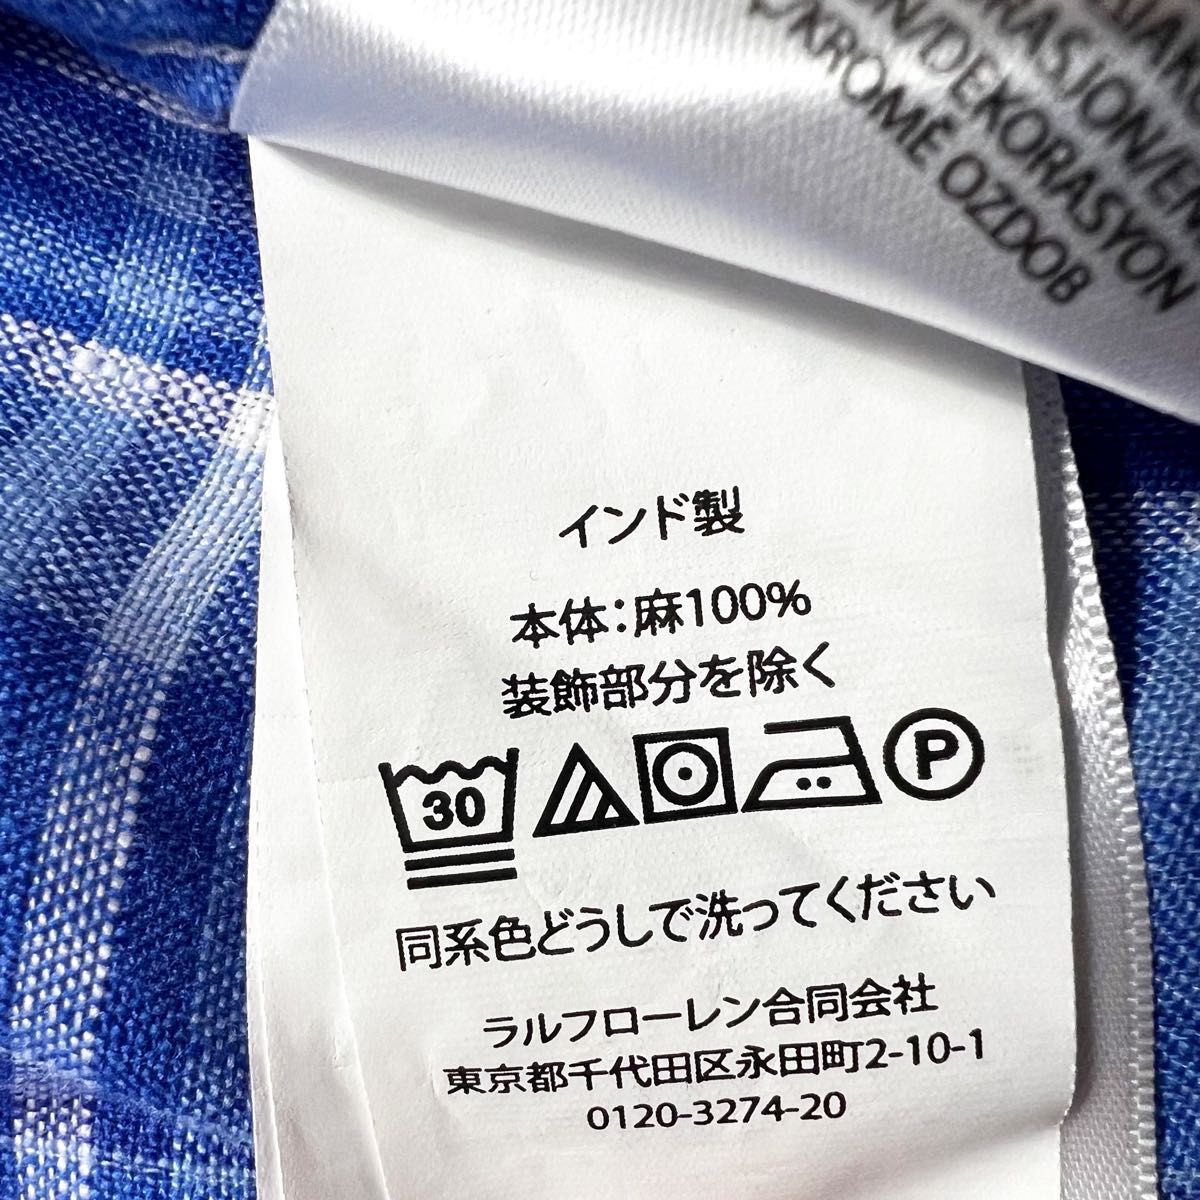 ON/DEKORASYON
KROMĚ OZDOB
インド製
本体:麻100%
装飾部分を除く
30 P
同系色どうしで洗ってください
ラルフローレン合同会社
東京都千代田区永田町2-10-1
0120-3274-20